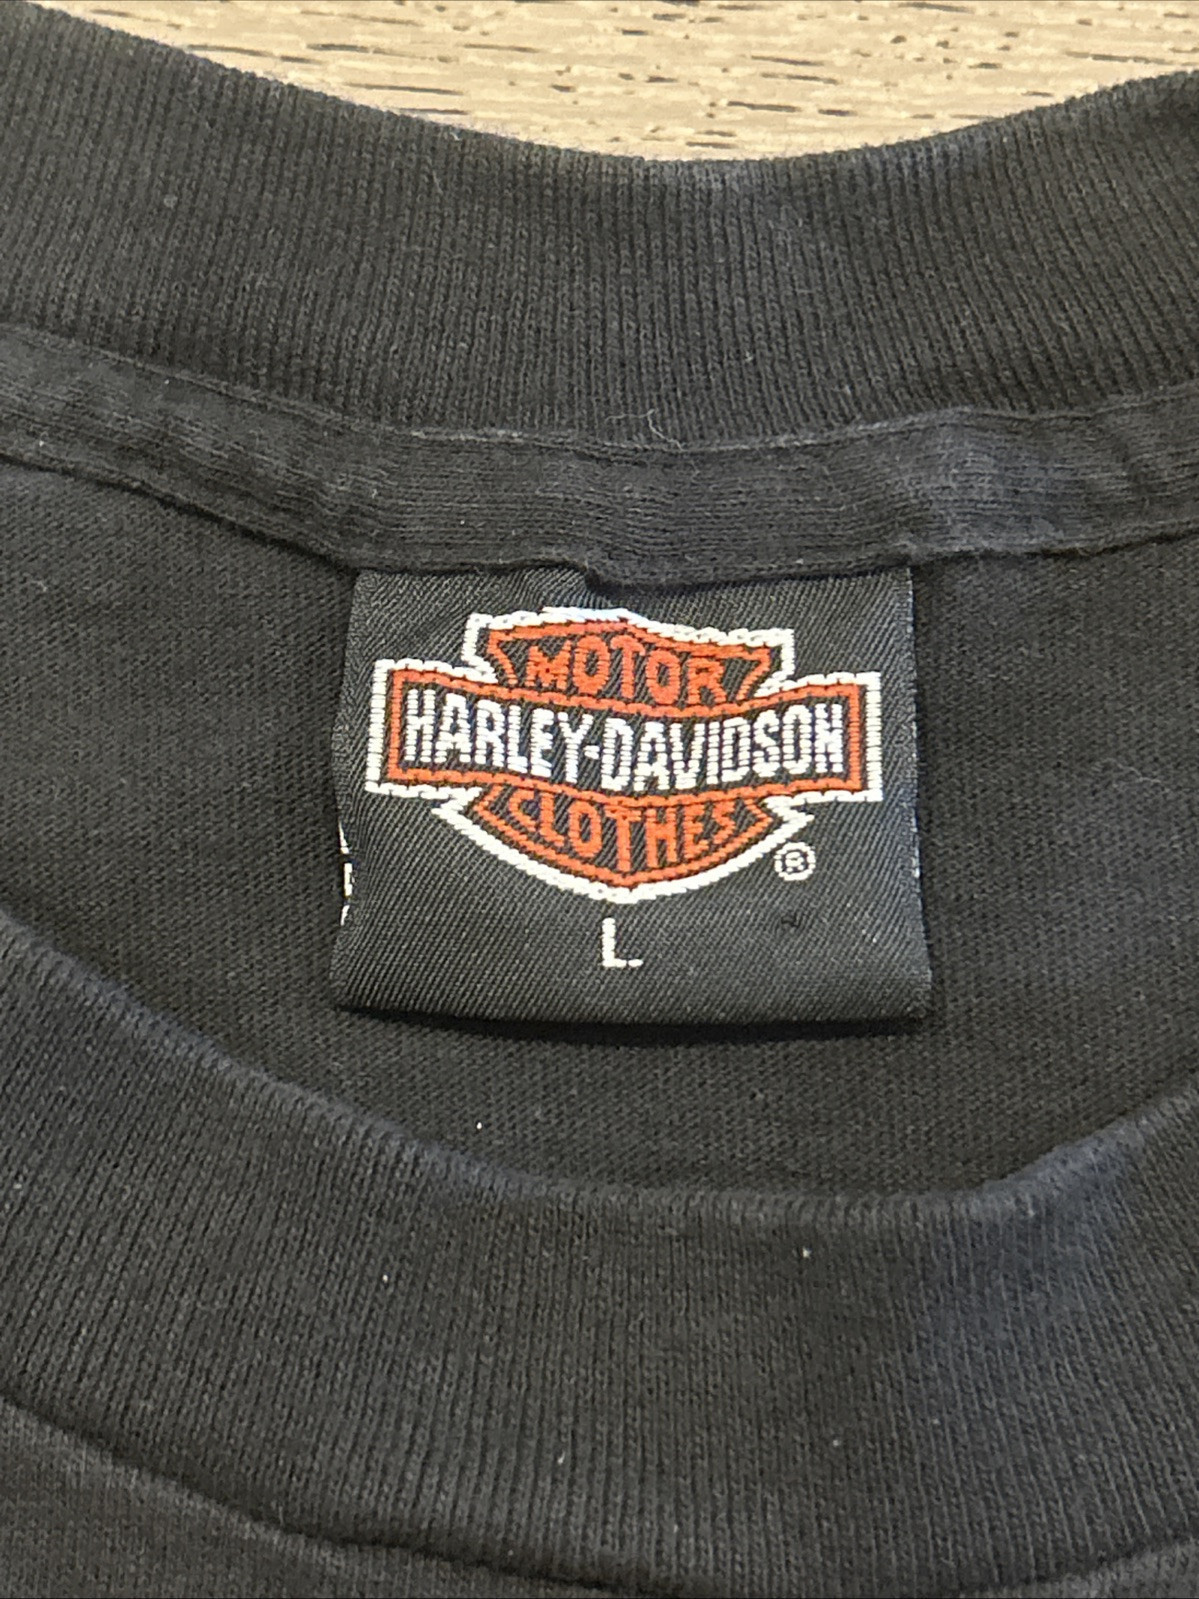 MOTOR
HARLEY-DAVIDSON
CLOTHES
®
L